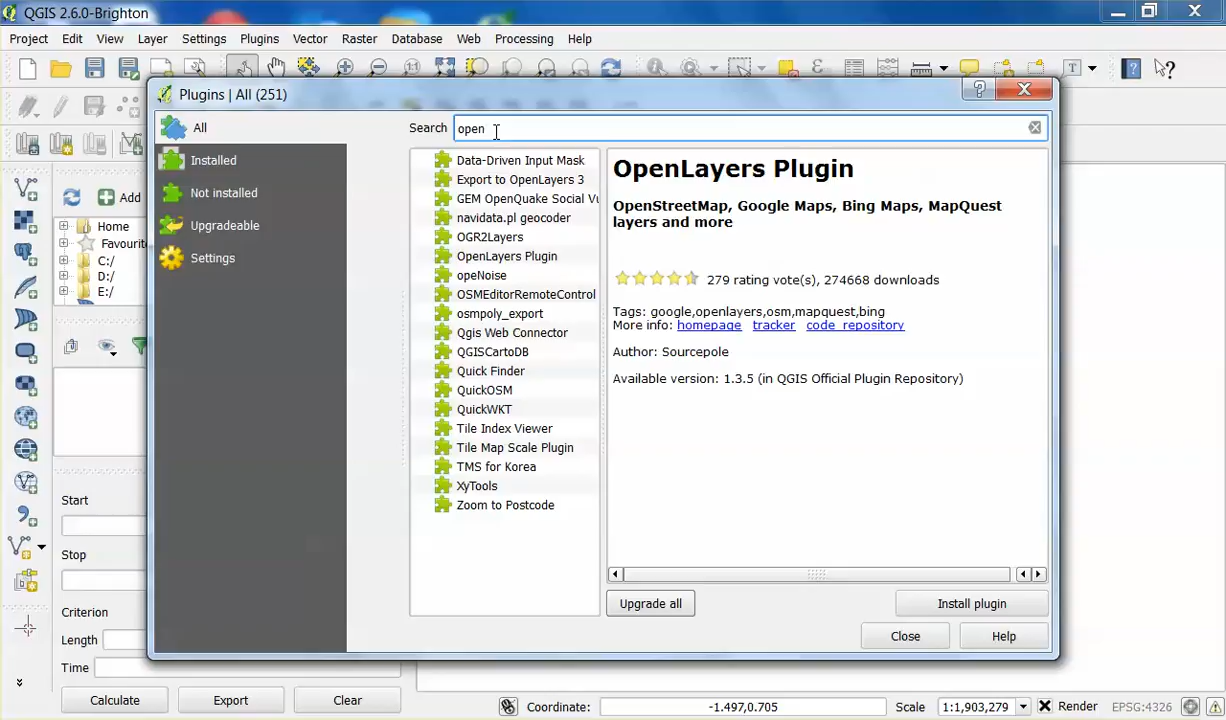 QGIS 2.6.0-Brighton
Project Edit View Layer Settings Plugins Vector Raster Database Web Processing Help
Plugins | All (251)
All
Installed
Not installed
Upgradeable
Settings
Search open
Data-Driven Input Mask
Export to OpenLayers 3
GEM OpenQuake Social Vu
navidata.pl geocoder
OGR2Layers
OpenLayers Plugin
opeNoise
OSMEditorRemoteControl
osmpoly_export
Qgis Web Connector
QGISCartoDB
Quick Finder
QuickOSM
QuickWKT
Tile Index Viewer
Tile Map Scale Plugin
TMS for Korea
XyTools
Zoom to Postcode
OpenLayers Plugin
OpenStreetMap, Google Maps, Bing Maps, MapQuest
layers and more
279 rating vote(s), 274668 downloads
Tags: google,openlayers,osm,mapquest,bing
More info: homepage tracker code_repository
Author: Sourcepole
Available version: 1.3.5 (in QGIS Official Plugin Repository)
Upgrade all
Install plugin
Close
Help
Add
Home
Favourit
C:/
D:/
E:/
Start
Stop
Criterion
Length
Time
Calculate
Export
Clear
Coordinate: -1.497,0.705 Scale 1:1,903,279 Render EPSG:4326